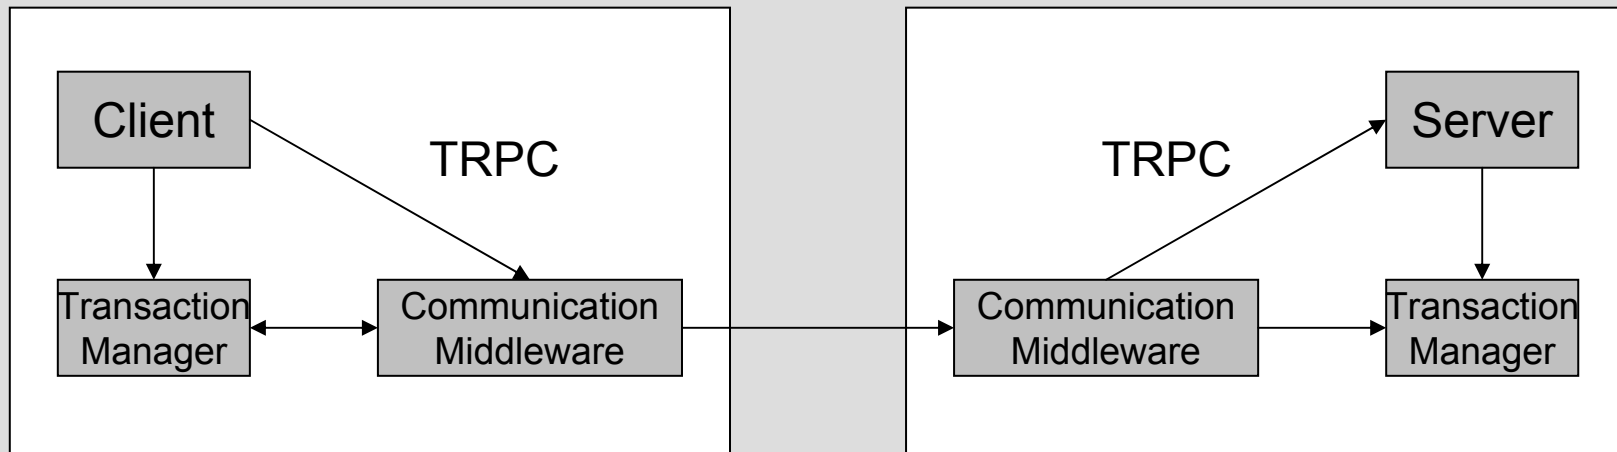 Client
TRPC
Transaction
Manager
Communication
Middleware
TRPC
Server
Communication
Middleware
Transaction
Manager